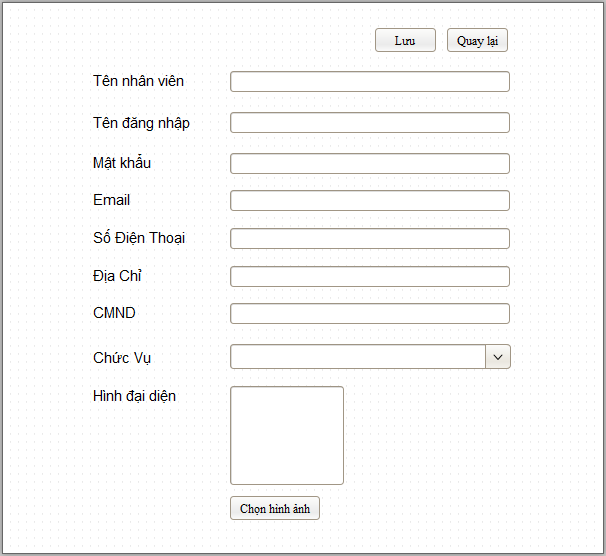 Lưu
Quay lại
Tên nhân viên
Tên đăng nhập
Mật khẩu
Email
Số Điện Thoại
Địa Chỉ
CMND
Chức Vụ
Hình đại diện
Chọn hình ảnh